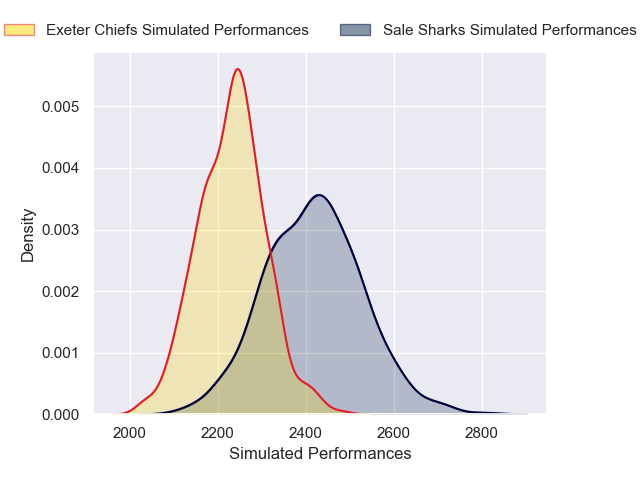 Exeter Chiefs Simulated Performances
Sale Sharks Simulated Performances
Density
0.005
0.004
0.003
0.002
0.001
0.000
2000
2200
2400
2600
2800
Simulated Performances